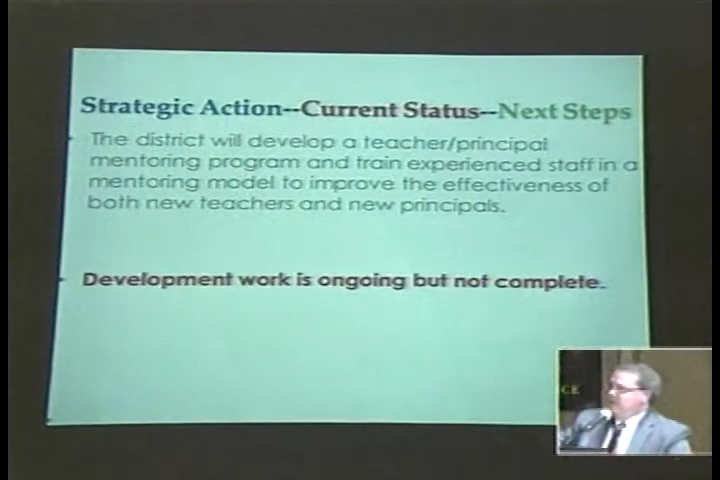 Strategic Action--Current Status--Next Steps
The district will develop a teacher/principal
mentoring program and train experienced staff in a
mentoring model to improve the effectiveness of
both new teachers and new principals.
Development work is ongoing but not complete.
CE